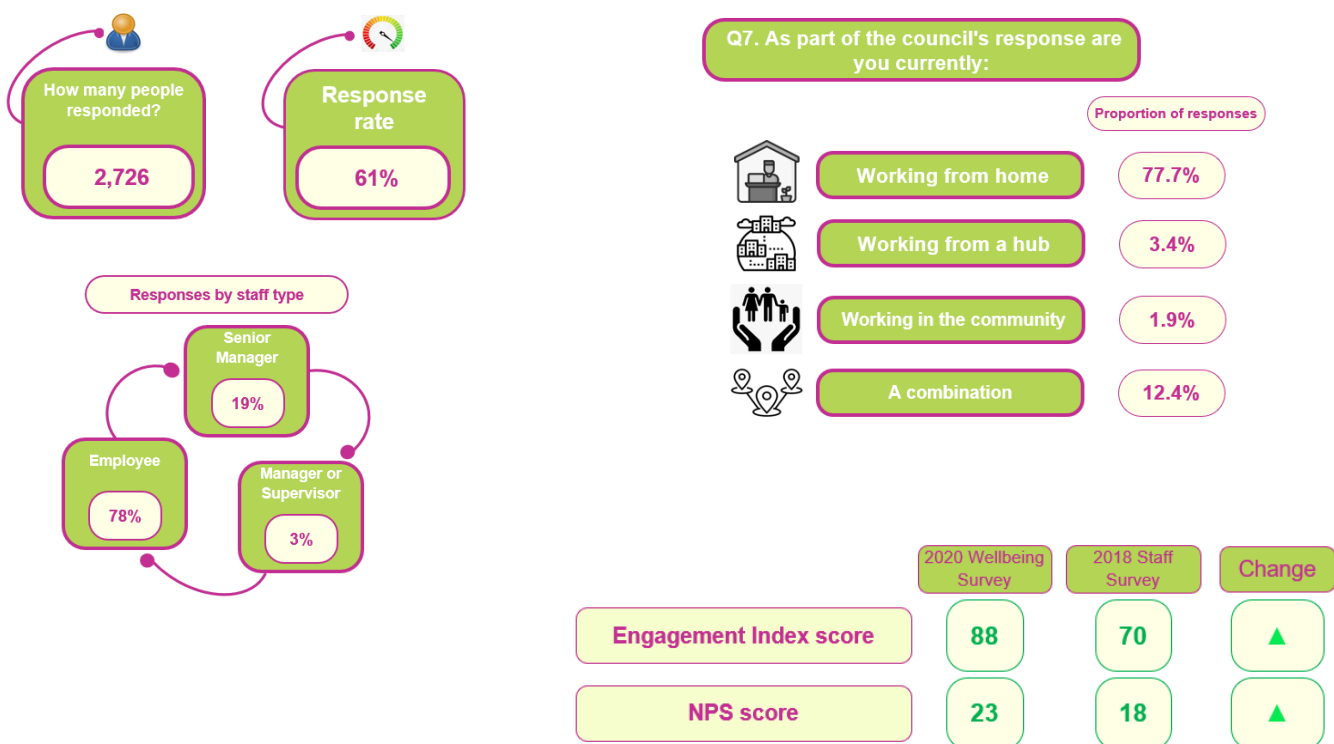 How many people
responded?
2,726
Response
rate
61%
Responses by staff type
Senior
Manager
19%
Employee
78%
Manager or
Supervisor
3%
Q7. As part of the council's response are
you currently:
Proportion of responses
Working from home
77.7%
Working from a hub
3.4%
Working in the community
1.9%
A combination
12.4%
2020 Wellbeing
Survey
2018 Staff
Survey
Change
Engagement Index score
88
70
▲
NPS score
23
18
▲